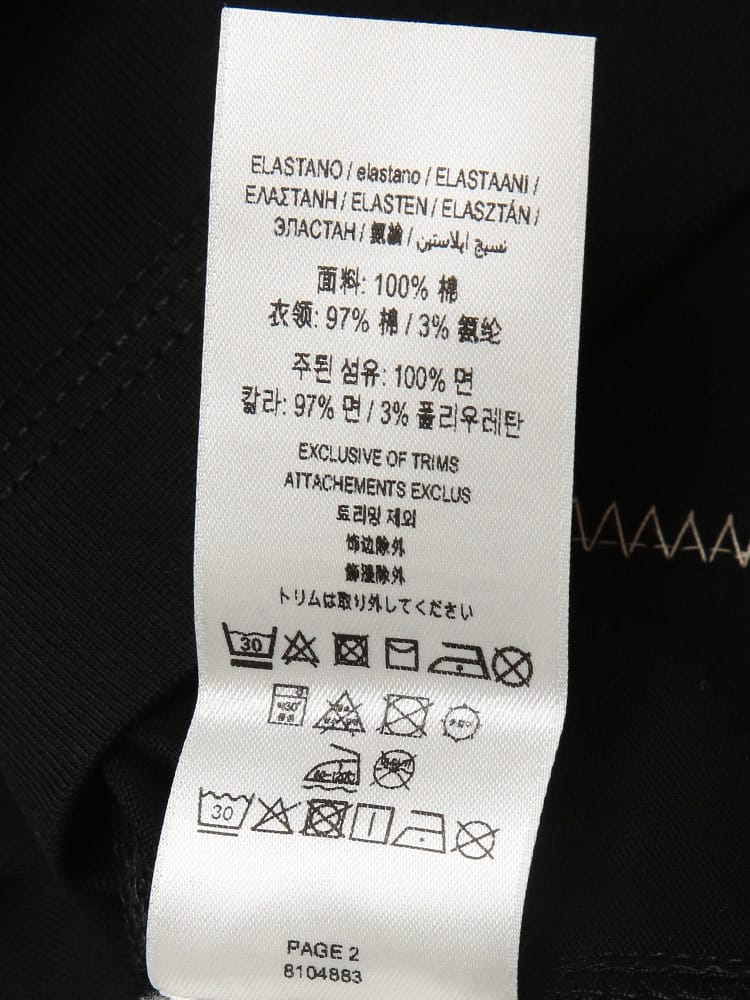 ELASTANO / elastano / ELASTAANI /
ΕΛΑΣΤΑΝΗ / ELASTEN / ELASZTÁN /
ЭЛАСТАН / 氨綸 / نسيج ايلاستين
面料: 100% 棉
衣领: 97% 棉 / 3% 氨纶
주된 섬유: 100% 면
칼라: 97% 면 / 3% 폴리우레탄
EXCLUSIVE OF TRIMS
ATTACHEMENTS EXCLUS
토리밍 제외
饰边除外
飾邊除外
トリムは取り外してください
30
30
PAGE 2
8104883